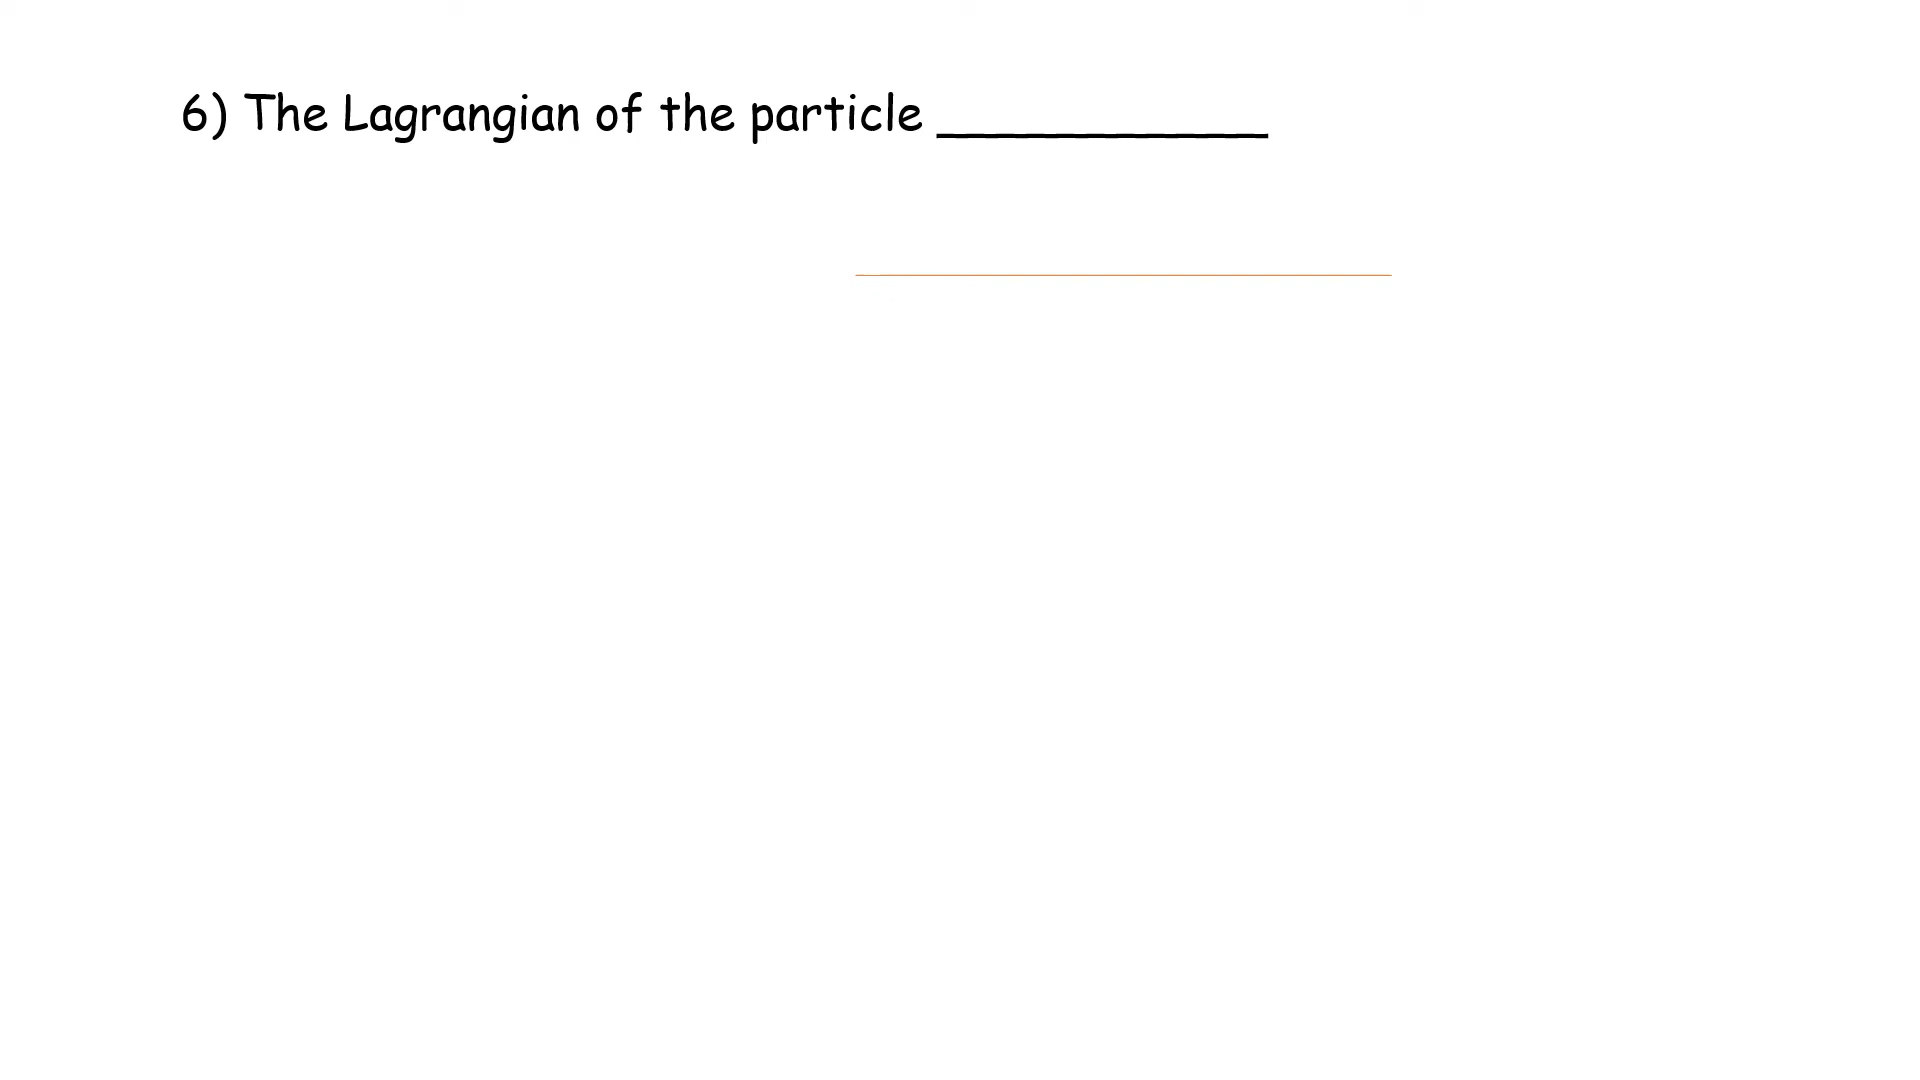 6) The Lagrangian of the particle ___________